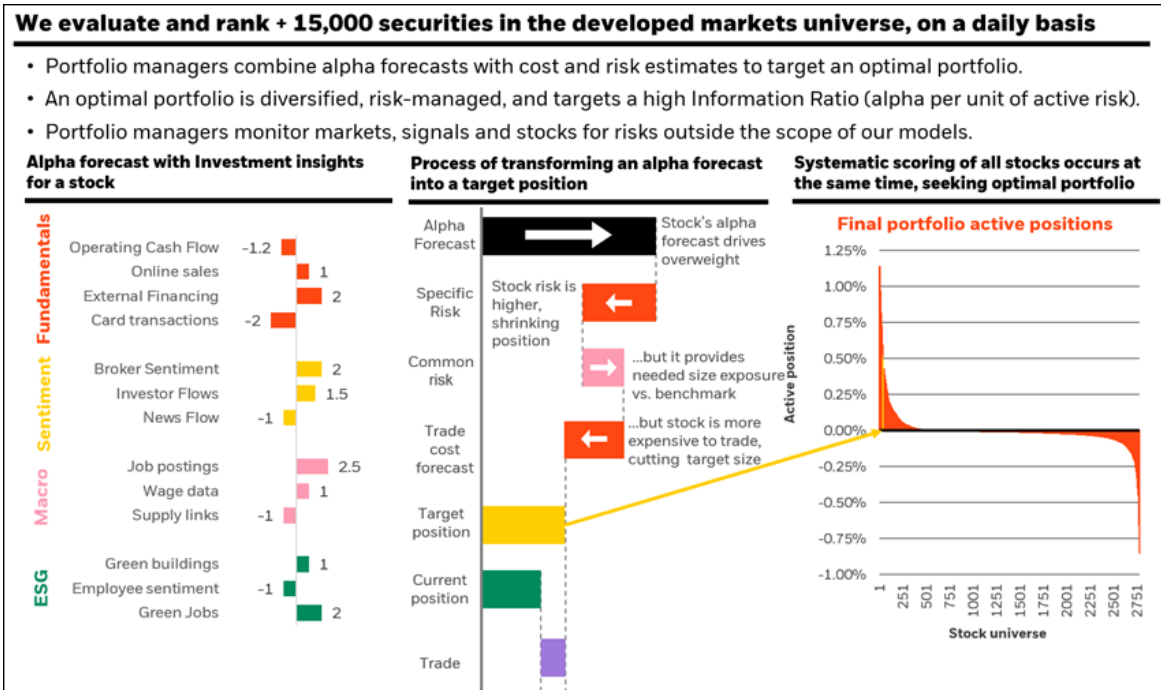 We evaluate and rank + 15,000 securities in the developed markets universe, on a daily basis
• Portfolio managers combine alpha forecasts with cost and risk estimates to target an optimal portfolio.
• An optimal portfolio is diversified, risk-managed, and targets a high Information Ratio (alpha per unit of active risk).
• Portfolio managers monitor markets, signals and stocks for risks outside the scope of our models.
Alpha forecast with Investment insights
for a stock
Fundamentals
Operating Cash Flow -1.2
Online sales 1
External Financing 2
Card transactions -2
Sentiment
Broker Sentiment 2
Investor Flows 1.5
News Flow -1
Macro
Job postings 2.5
Wage data 1
Supply links -1
ESG
Green buildings 1
Employee sentiment -1
Green Jobs 2
Process of transforming an alpha forecast
into a target position
Alpha
Forecast
Stock's alpha
forecast drives
overweight
Specific
Risk
Stock risk is
higher,
shrinking
position
Common
risk
...but it provides
needed size exposure
vs. benchmark
Trade
cost
forecast
...but stock is more
expensive to trade,
cutting target size
Target
position
Current
position
Trade
Systematic scoring of all stocks occurs at
the same time, seeking optimal portfolio
Final portfolio active positions
Active position
1.25%
1.00%
0.75%
0.50%
0.25%
0.00%
-0.25%
-0.50%
-0.75%
-1.00%
1 251 501 751 1001 1251 1501 1751 2001 2251 2501 2751
Stock universe